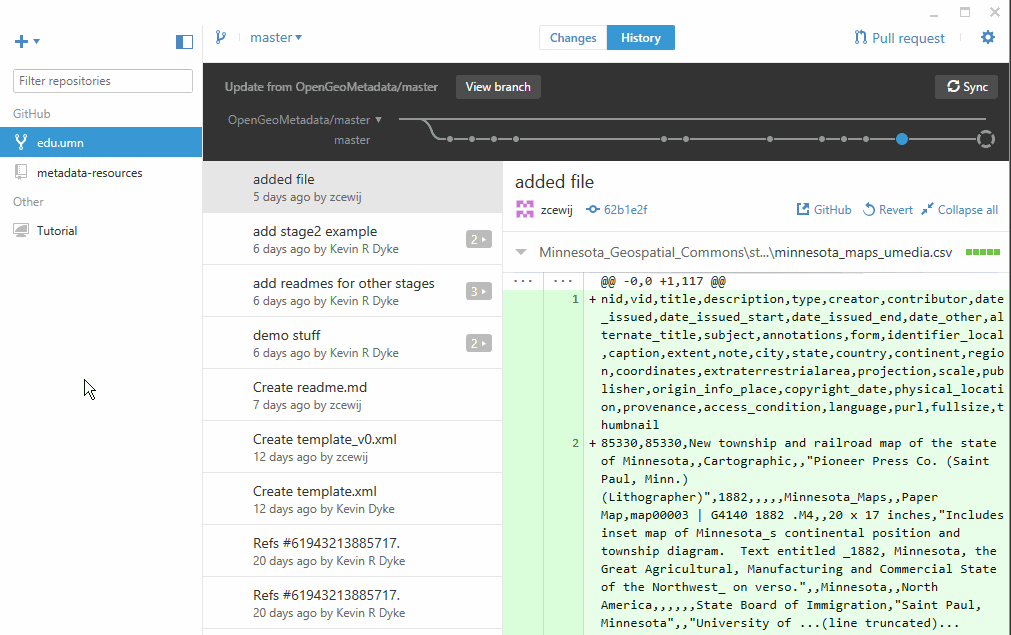 master
Changes
History
Pull request
Filter repositories
GitHub
edu.umn
metadata-resources
Other
Tutorial
Update from OpenGeoMetadata/master
View branch
Sync
OpenGeoMetadata/master
master
added file
5 days ago by zcewij
add stage2 example
6 days ago by Kevin R Dyke
2
add readmes for other stages
6 days ago by Kevin R Dyke
3
demo stuff
6 days ago by Kevin R Dyke
2
Create readme.md
7 days ago by zcewij
Create template_v0.xml
12 days ago by zcewij
Create template.xml
12 days ago by Kevin Dyke
Refs #61943213885717.
20 days ago by Kevin R Dyke
Refs #61943213885717.
20 days ago by Kevin R Dyke
added file
zcewij
62b1e2f
GitHub
Revert
Collapse all
Minnesota_Geospatial_Commons\st...\minnesota_maps_umedia.csv
... ... @@ -0,0 +1,117 @@
1 + nid,vid,title,description,type,creator,contributor,date
_issued,date_issued_start,date_issued_end,date_other,al
ternate_title,subject,annotations,form,identifier_local
,caption,extent,note,city,state,country,continent,regio
n,coordinates,extraterrestrialarea,projection,scale,pub
lisher,origin_info_place,copyright_date,physical_locati
on,provenance,access_condition,language,purl,fullsize,t
humbnail
2 + 85330,85330,New township and railroad map of the state
of Minnesota,,Cartographic,,"Pioneer Press Co. (Saint
Paul, Minn.)
(Lithographer)",1882,,,,,Minnesota_Maps,,Paper
Map,map00003 | G4140 1882 .M4,,20 x 17 inches,"Includes
inset map of Minnesota_s continental position and
township diagram.  Text entitled _1882, Minnesota, the
Great Agricultural, Manufacturing and Commercial State
of the Northwest_ on verso.",,Minnesota,,North
America,,,,,,State Board of Immigration,"Saint Paul,
Minnesota",,"University of ...(line truncated)...